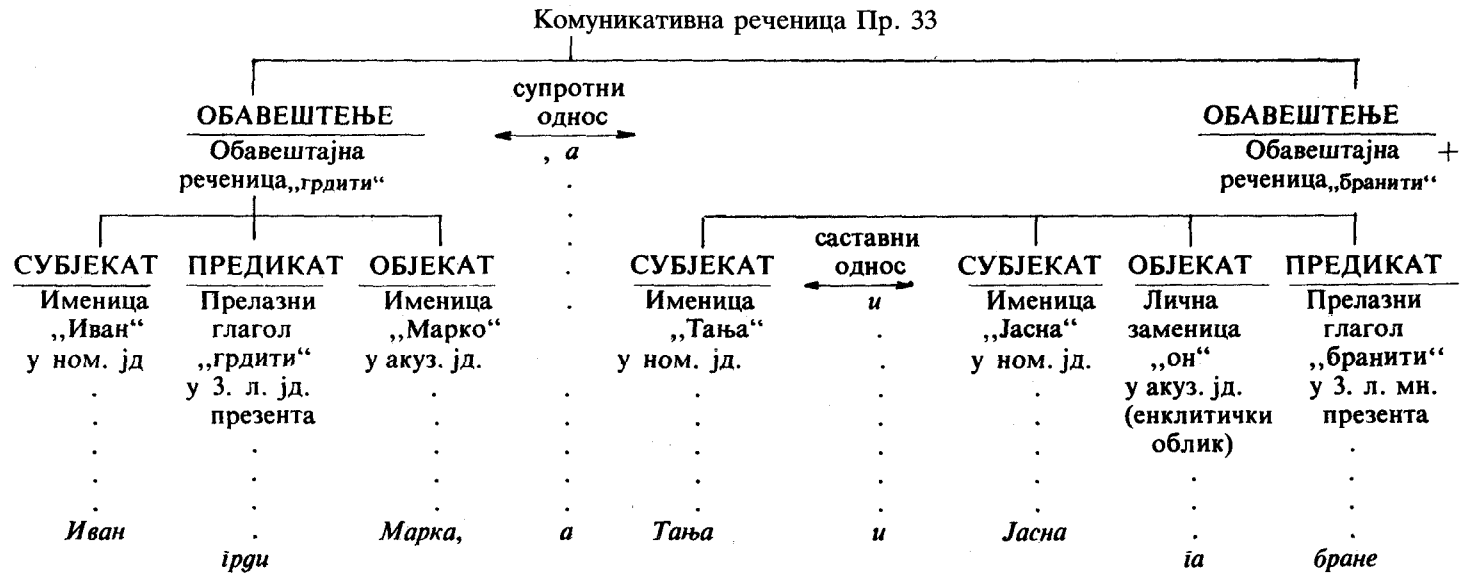 Комуникативна реченица Пр. 33
супротни
ОБАВЕШТЕЊЕ однос ОБАВЕШТЕЊЕ
Обавештајна , а Обавештајна +
реченица„грдити“ реченица„бранити“
саставни
СУБЈЕКАТ ПРЕДИКАТ ОБЈЕКАТ СУБЈЕКАТ однос СУБЈЕКАТ ОБЈЕКАТ ПРЕДИКАТ
Именица Прелазни Именица Именица и Именица Лична Прелазни
„Иван“ глагол „Марко“ „Тања“ „Јасна“ заменица глагол
у ном. јд „грдити“ у акуз. јд. у ном. јд. у ном. јд. „он“ „бранити“
у 3. л. јд. у акуз. јд. у 3. л. мн.
презента (енклитички презента
облик)
Иван Марка, а Тања и Јасна
грди га бране